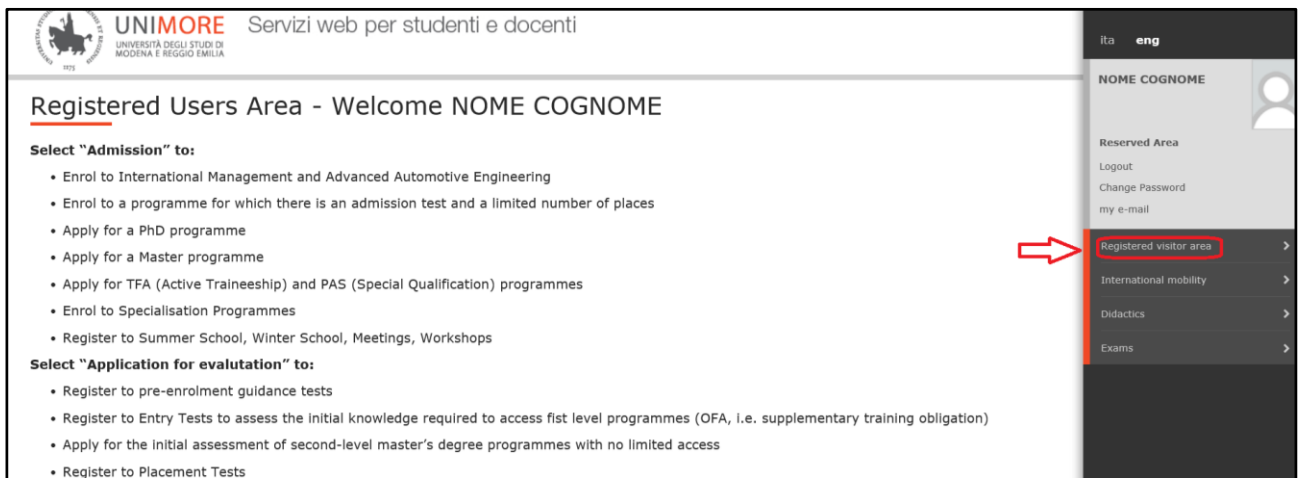 UNIMORE
UNIVERSITÀ DEGLI STUDI DI
MODENA E REGGIO EMILIA
1175
Servizi web per studenti e docenti
Registered Users Area - Welcome NOME COGNOME
Select “Admission” to:
• Enrol to International Management and Advanced Automotive Engineering
• Enrol to a programme for which there is an admission test and a limited number of places
• Apply for a PhD programme
• Apply for a Master programme
• Apply for TFA (Active Traineeship) and PAS (Special Qualification) programmes
• Enrol to Specialisation Programmes
• Register to Summer School, Winter School, Meetings, Workshops
Select “Application for evalutation” to:
• Register to pre-enrolment guidance tests
• Register to Entry Tests to assess the initial knowledge required to access fist level programmes (OFA, i.e. supplementary training obligation)
• Apply for the initial assessment of second-level master’s degree programmes with no limited access
• Register to Placement Tests
ita eng
NOME COGNOME
Reserved Area
Logout
Change Password
my e-mail
Registered visitor area
International mobility
Didactics
Exams